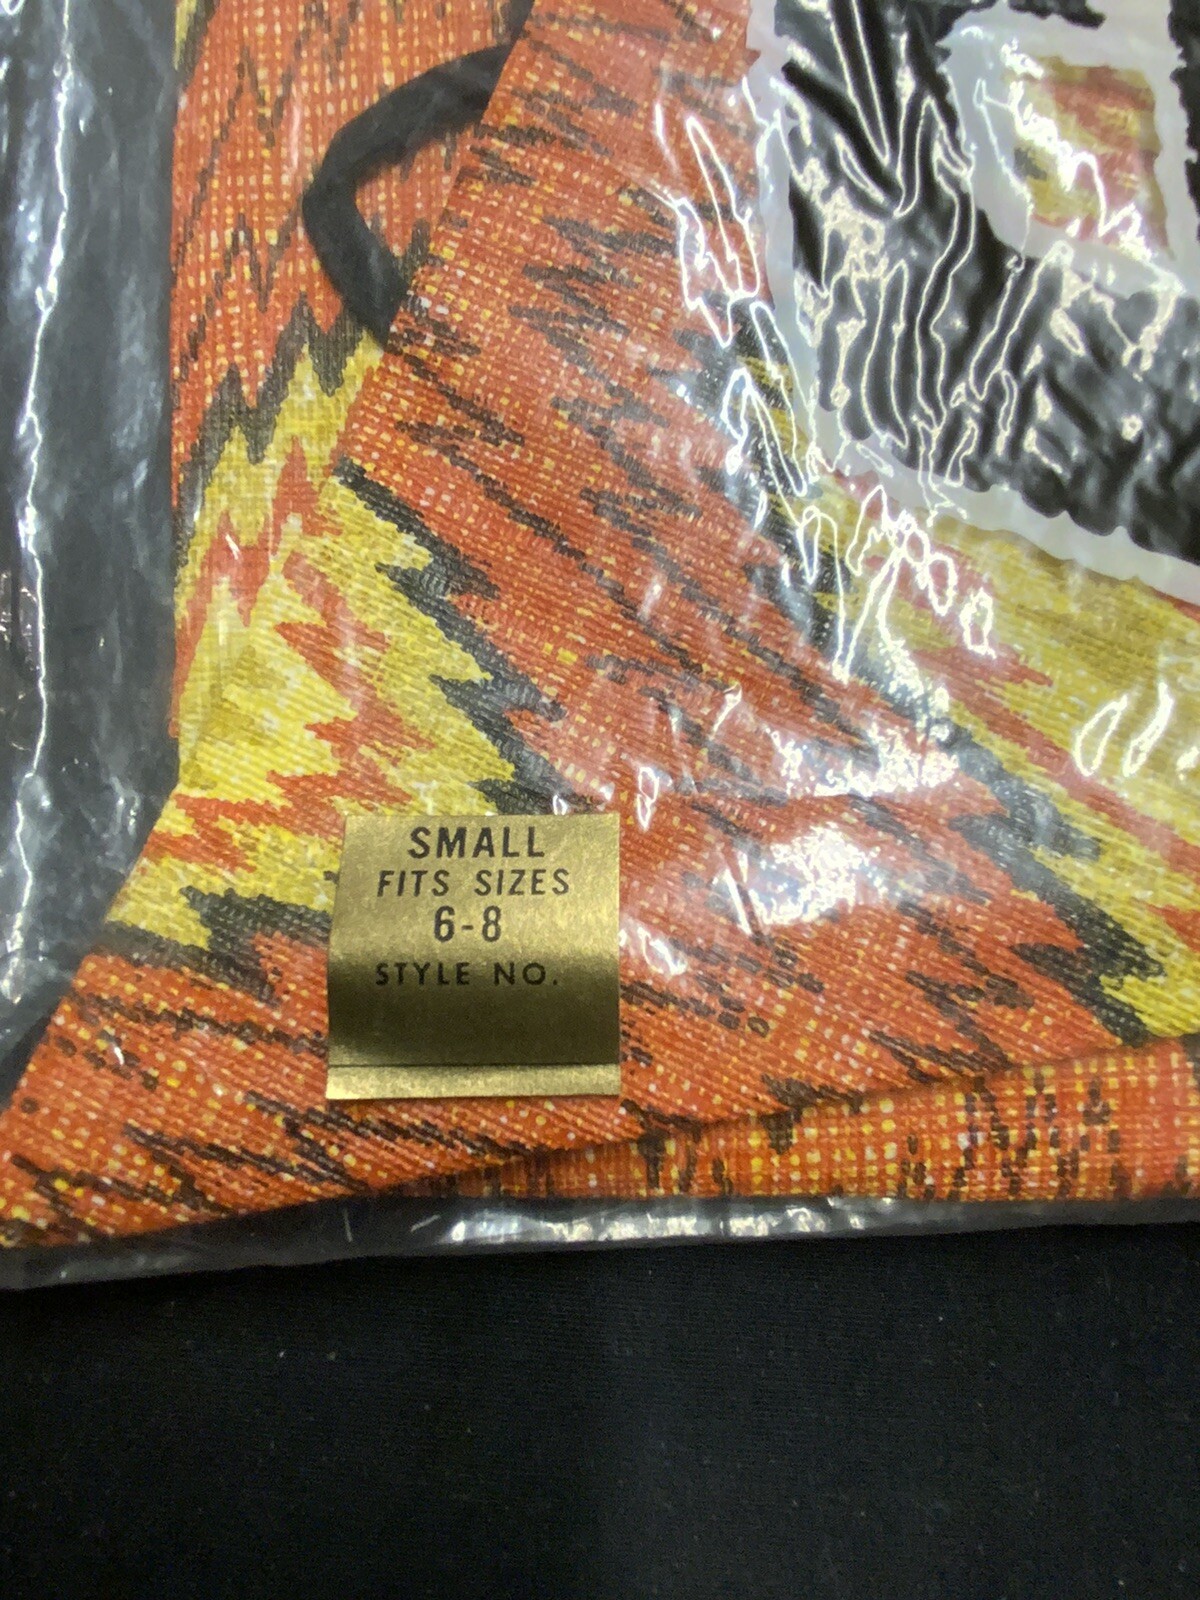 SMALL
FITS SIZES
6-8
STYLE NO.